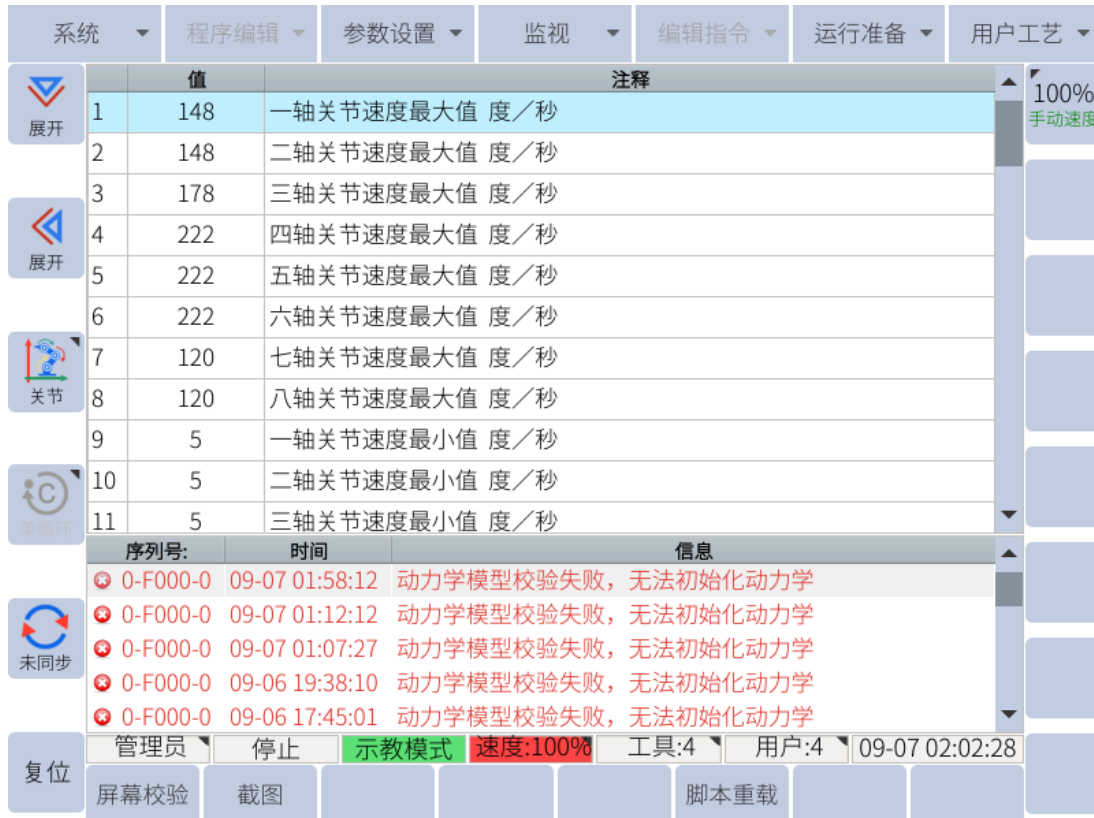 系统 程序编辑 参数设置 监视 编辑指令 运行准备 用户工艺
展开
展开
关节
单循环
未同步
复位
值 注释
1 148 一轴关节速度最大值 度／秒
2 148 二轴关节速度最大值 度／秒
3 178 三轴关节速度最大值 度／秒
4 222 四轴关节速度最大值 度／秒
5 222 五轴关节速度最大值 度／秒
6 222 六轴关节速度最大值 度／秒
7 120 七轴关节速度最大值 度／秒
8 120 八轴关节速度最大值 度／秒
9 5 一轴关节速度最小值 度／秒
10 5 二轴关节速度最小值 度／秒
11 5 三轴关节速度最小值 度／秒
100%
手动速度
序列号: 时间 信息
0-F000-0 09-07 01:58:12 动力学模型校验失败，无法初始化动力学
0-F000-0 09-07 01:12:12 动力学模型校验失败，无法初始化动力学
0-F000-0 09-07 01:07:27 动力学模型校验失败，无法初始化动力学
0-F000-0 09-06 19:38:10 动力学模型校验失败，无法初始化动力学
0-F000-0 09-06 17:45:01 动力学模型校验失败，无法初始化动力学
管理员 停止 示教模式 速度:100% 工具:4 用户:4 09-07 02:02:28
屏幕校验 截图 脚本重载